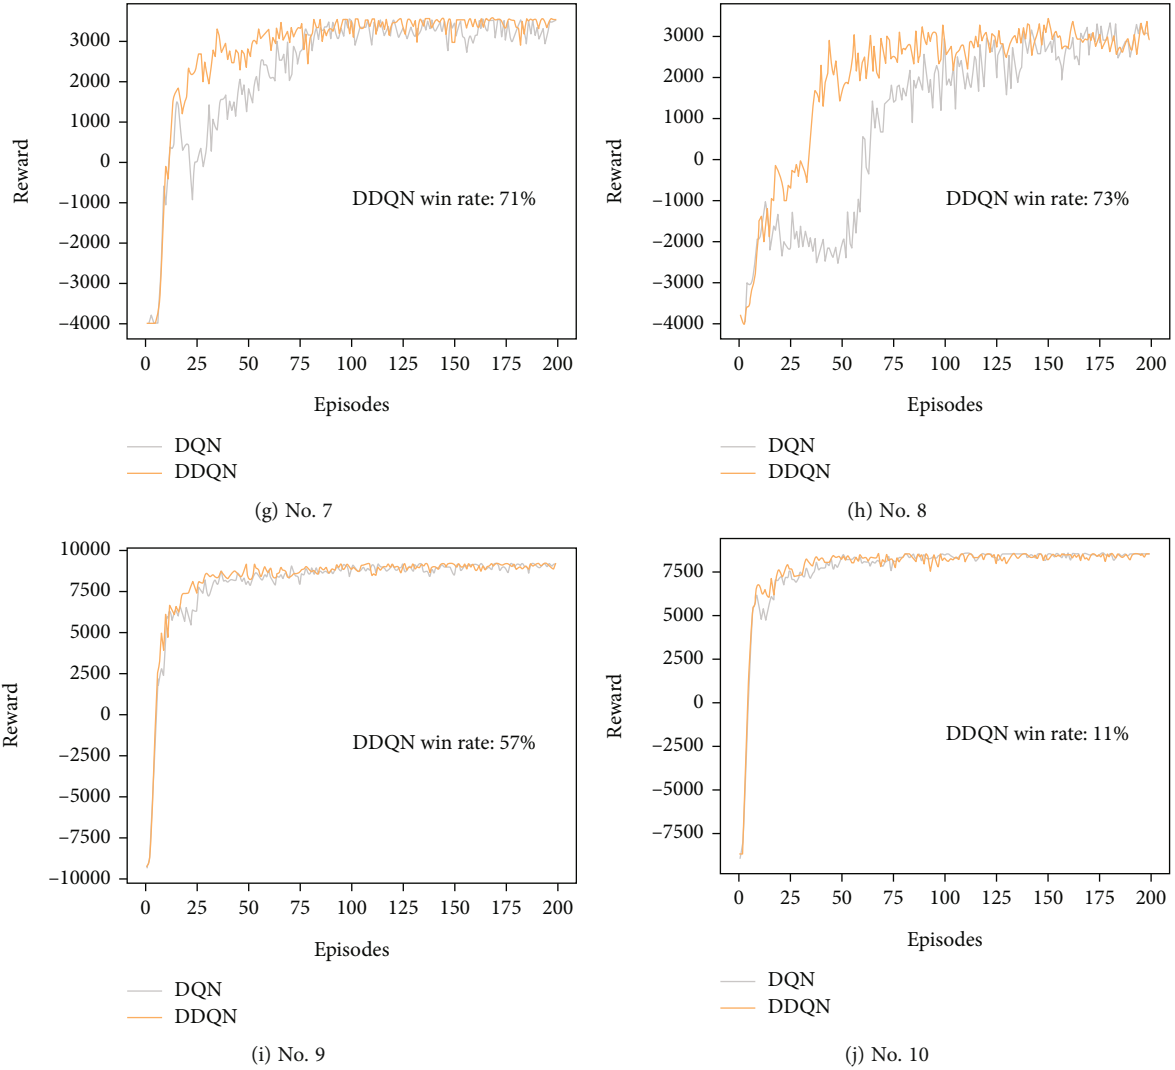 3000
2000
1000
0
−1000
−2000
−3000
−4000
Reward
DDQN win rate: 71%
0 25 50 75 100 125 150 175 200
Episodes
DQN
DDQN
(g) No. 7
3000
2000
1000
0
−1000
−2000
−3000
−4000
Reward
DDQN win rate: 73%
0 25 50 75 100 125 150 175 200
Episodes
DQN
DDQN
(h) No. 8
10000
7500
5000
2500
0
−2500
−5000
−7500
−10000
Reward
DDQN win rate: 57%
0 25 50 75 100 125 150 175 200
Episodes
DQN
DDQN
(i) No. 9
7500
5000
2500
0
−2500
−5000
−7500
Reward
DDQN win rate: 11%
0 25 50 75 100 125 150 175 200
Episodes
DQN
DDQN
(j) No. 10